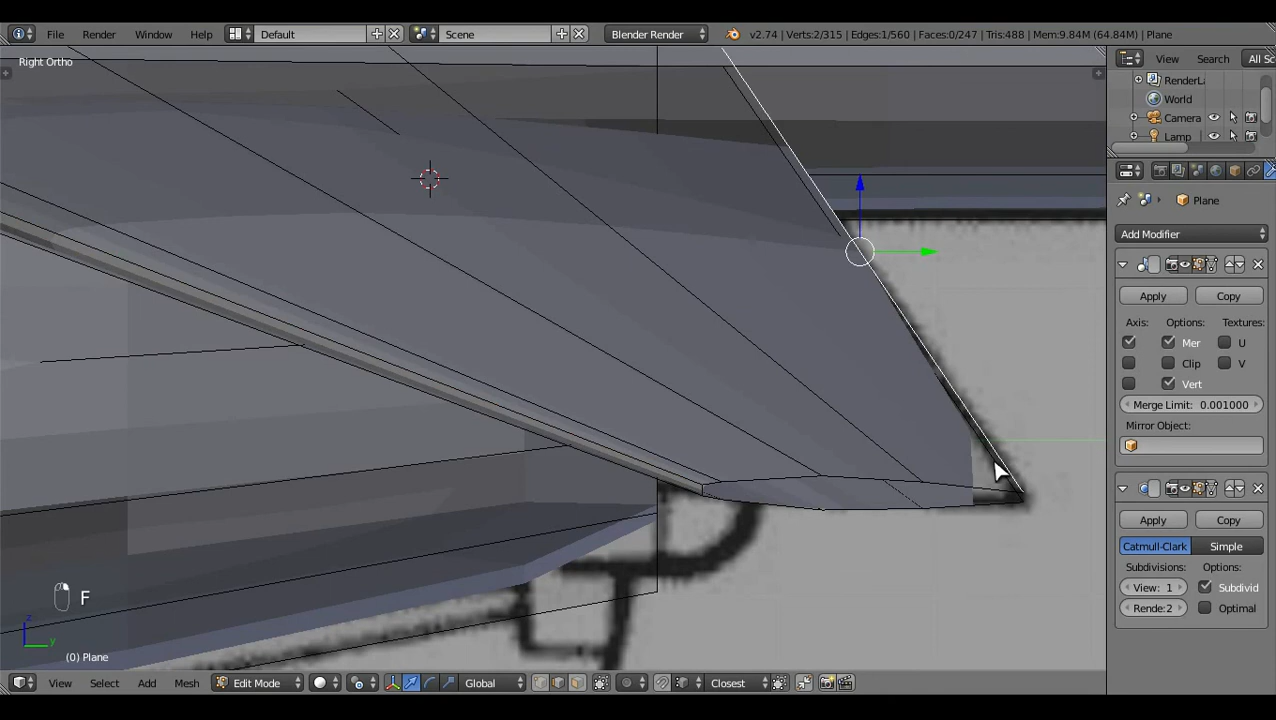 File Render Window Help Default Scene Blender Render v2.74 | Verts:2/315 | Edges:1/560 | Faces:0/247 | Tris:488 | Mem:9.84M (64.84M) | Plane
Right Ortho
View Search All Sc
RenderLa
World
Camera
Lamp
Plane
Add Modifier
Apply Copy
Axis: Options: Textures:
Mer U
Clip V
Vert
Merge Limit: 0.001000
Mirror Object:
Apply Copy
Catmull-Clark Simple
Subdivisions: Options:
View: 1 Subdivid
Rende:2 Optimal
F
z
y
(0) Plane
View Select Add Mesh Edit Mode Global Closest